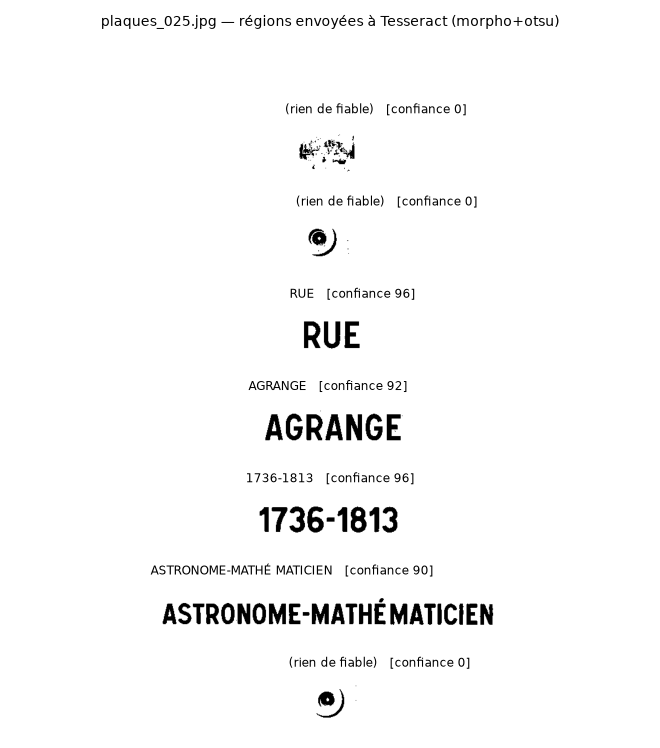 plaques_025.jpg — régions envoyées à Tesseract (morpho+otsu)
(rien de fiable) [confiance 0]
(rien de fiable) [confiance 0]
RUE [confiance 96]
RUE
AGRANGE [confiance 92]
AGRANGE
1736-1813 [confiance 96]
1736-1813
ASTRONOME-MATHÉ MATICIEN [confiance 90]
ASTRONOME-MATHÉMATICIEN
(rien de fiable) [confiance 0]